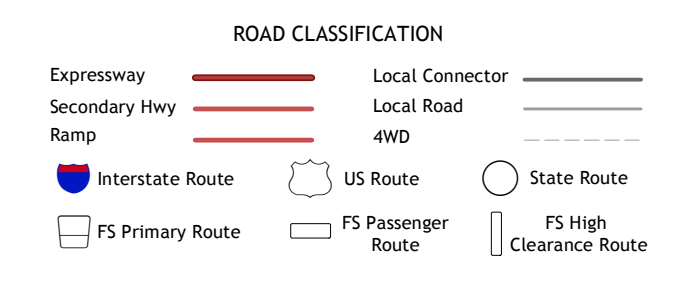 ROAD CLASSIFICATION
Expressway
Local Connector
Secondary Hwy
Local Road
Ramp
4WD
Interstate Route
US Route
State Route
FS Primary Route
FS Passenger
Route
FS High
Clearance Route